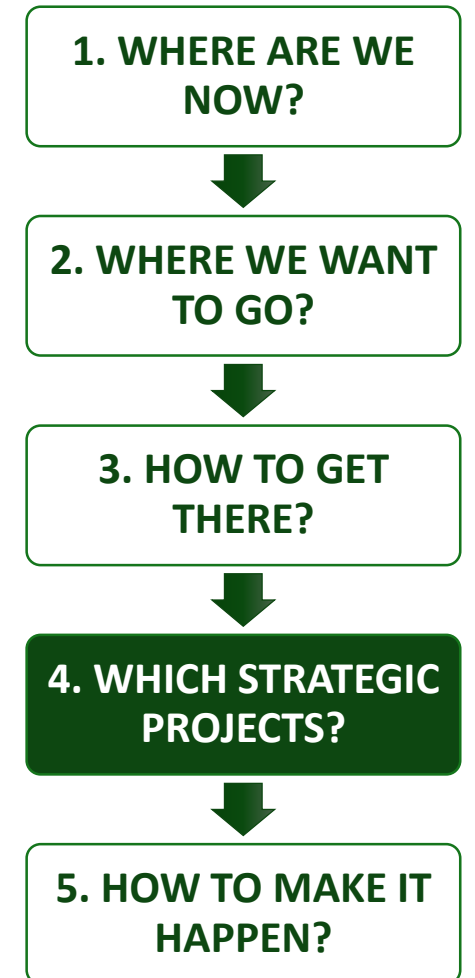 1. WHERE ARE WE
NOW?
2. WHERE WE WANT
TO GO?
3. HOW TO GET
THERE?
4. WHICH STRATEGIC
PROJECTS?
5. HOW TO MAKE IT
HAPPEN?